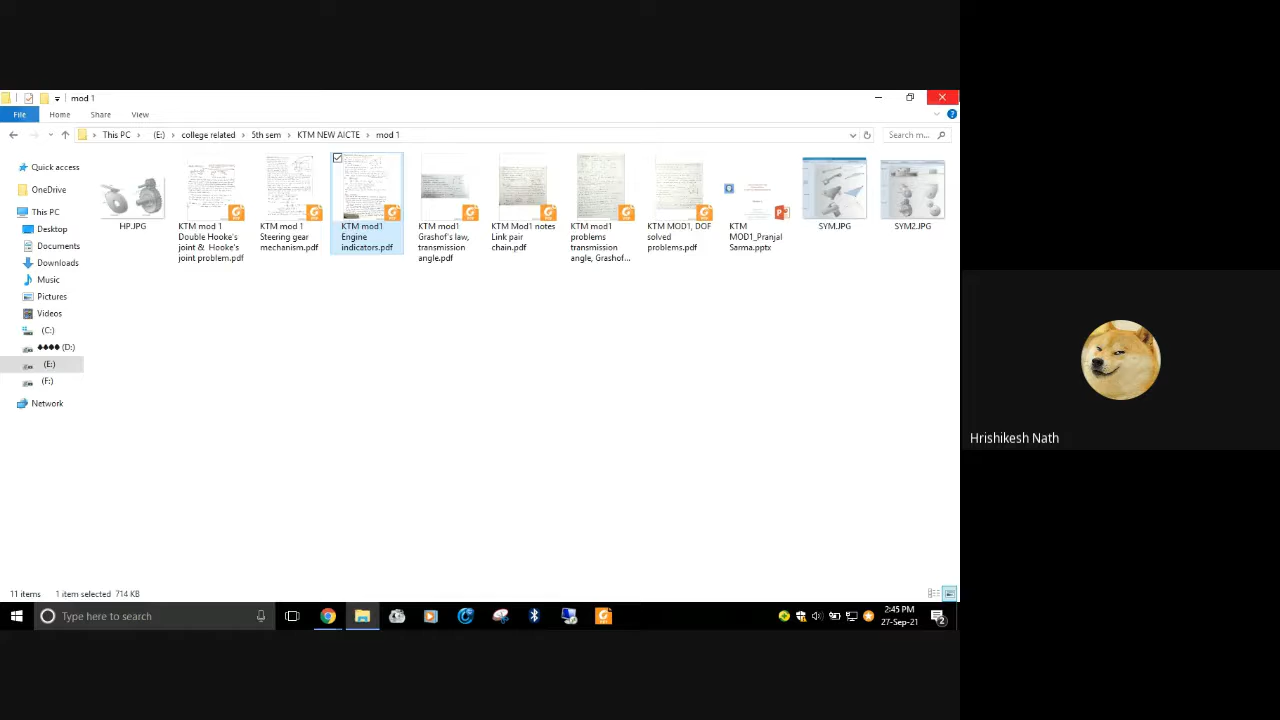 mod 1
File Home Share View
This PC (E:) college related 5th sem KTM NEW AICTE mod 1
Search m...
Quick access
OneDrive
This PC
Desktop
Documents
Downloads
Music
Pictures
Videos
(C:)
♠♠♠♠ (D:)
(E:)
(F:)
Network
HP.JPG
KTM mod 1
Double Hooke's
joint & Hooke's
joint problem.pdf
KTM mod 1
Steering gear
mechanism.pdf
KTM mod1
Engine
indicators.pdf
KTM mod1
Grashof's law,
transmission
angle.pdf
KTM Mod1 notes
Link pair
chain.pdf
KTM mod1
problems
transmission
angle, Grashof...
KTM MOD1, DOF
solved
problems.pdf
KTM
MOD1_Pranjal
Sarma.pptx
SYM.JPG
SYM2.JPG
11 items 1 item selected 714 KB
Type here to search
2:45 PM
27-Sep-21
2
Hrishikesh Nath